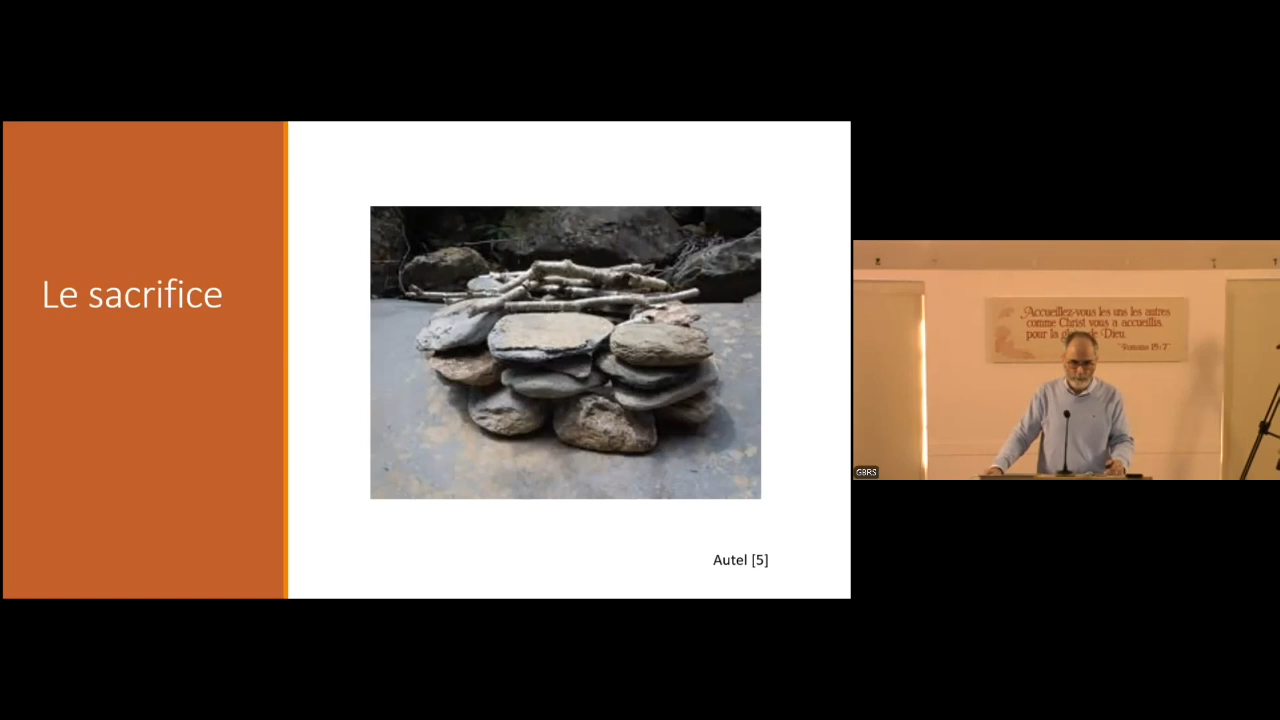 Le sacrifice
Autel [5]
Accueillez-vous les uns les autres
comme Christ vous a accueillis,
pour la de Dieu
Romains 15:7
GBRS